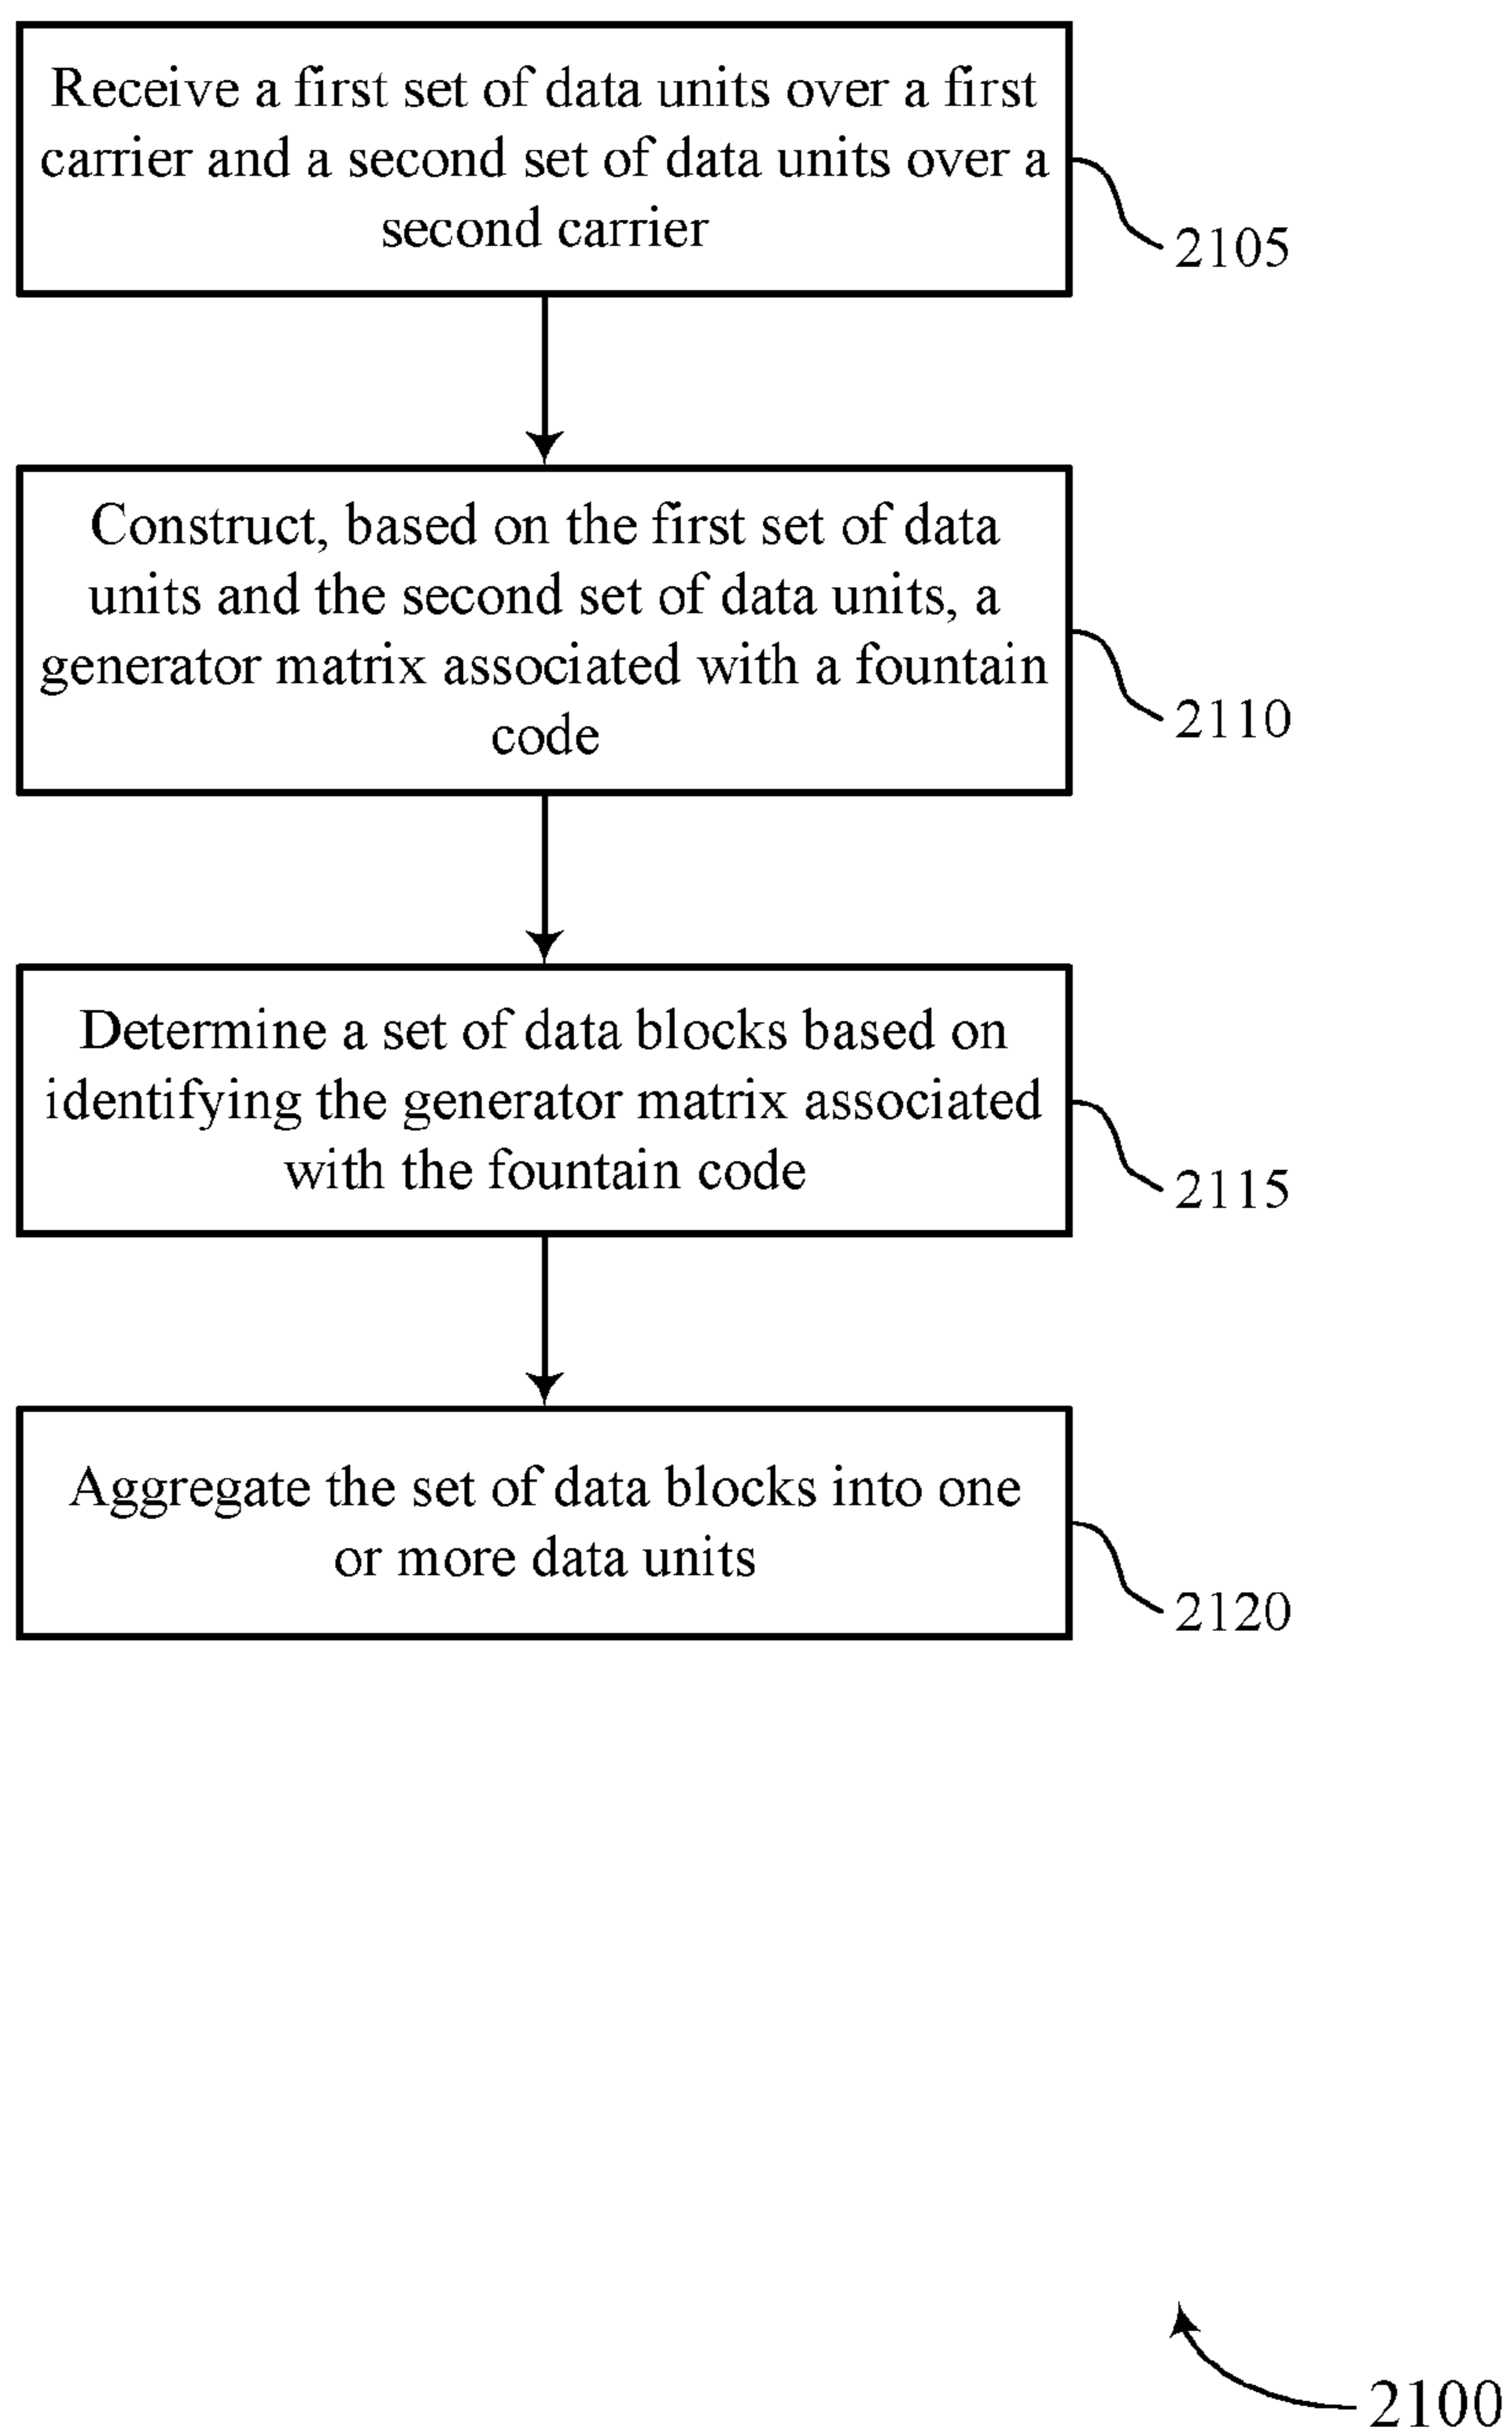 Receive a first set of data units over a first
carrier and a second set of data units over a
second carrier
2105
Construct, based on the first set of data
units and the second set of data units, a
generator matrix associated with a fountain
code
2110
Determine a set of data blocks based on
identifying the generator matrix associated
with the fountain code
2115
Aggregate the set of data blocks into one
or more data units
2120
2100